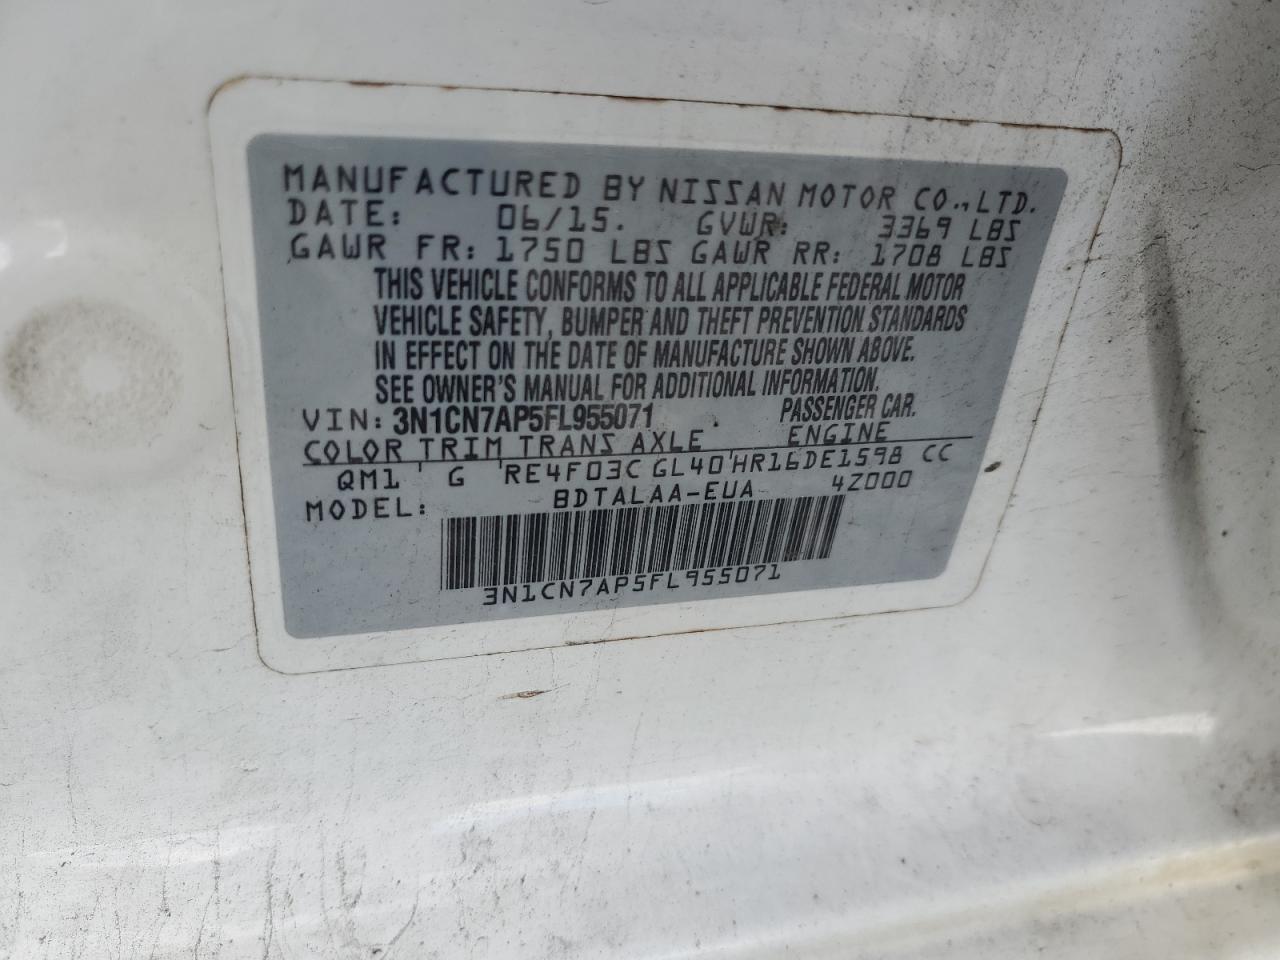 MANUFACTURED BY NISSAN MOTOR CO.,LTD.
DATE: 06/15. GVWR: 3369 LBS
GAWR FR: 1750 LBS GAWR RR: 1708 LBS
THIS VEHICLE CONFORMS TO ALL APPLICABLE FEDERAL MOTOR
VEHICLE SAFETY, BUMPER AND THEFT PREVENTION STANDARDS
IN EFFECT ON THE DATE OF MANUFACTURE SHOWN ABOVE.
SEE OWNER'S MANUAL FOR ADDITIONAL INFORMATION.
VIN: 3N1CN7AP5FL955071 PASSENGER CAR.
COLOR TRIM TRANS AXLE ENGINE
QM1 ' G 'RE4F03C GL40'HR16DE1598 CC
MODEL: BDTALAA-EUA 4Z000
3N1CN7AP5FL955071